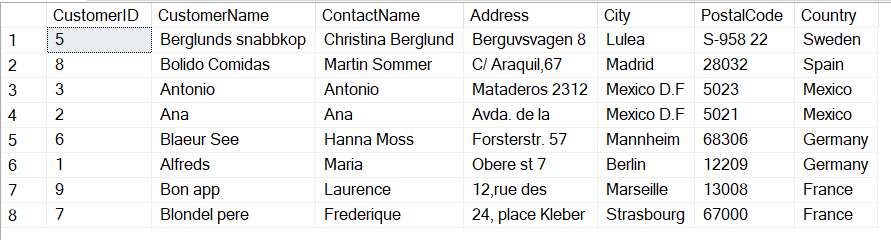 CustomerID CustomerName ContactName Address City PostalCode Country
1 5 Berglunds snabbkop Christina Berglund Berguvsvagen 8 Lulea S-958 22 Sweden
2 8 Bolido Comidas Martin Sommer C/ Araquil,67 Madrid 28032 Spain
3 3 Antonio Antonio Mataderos 2312 Mexico D.F 5023 Mexico
4 2 Ana Ana Avda. de la Mexico D.F 5021 Mexico
5 6 Blaeur See Hanna Moss Forsterstr. 57 Mannheim 68306 Germany
6 1 Alfreds Maria Obere st 7 Berlin 12209 Germany
7 9 Bon app Laurence 12,rue des Marseille 13008 France
8 7 Blondel pere Frederique 24, place Kleber Strasbourg 67000 France